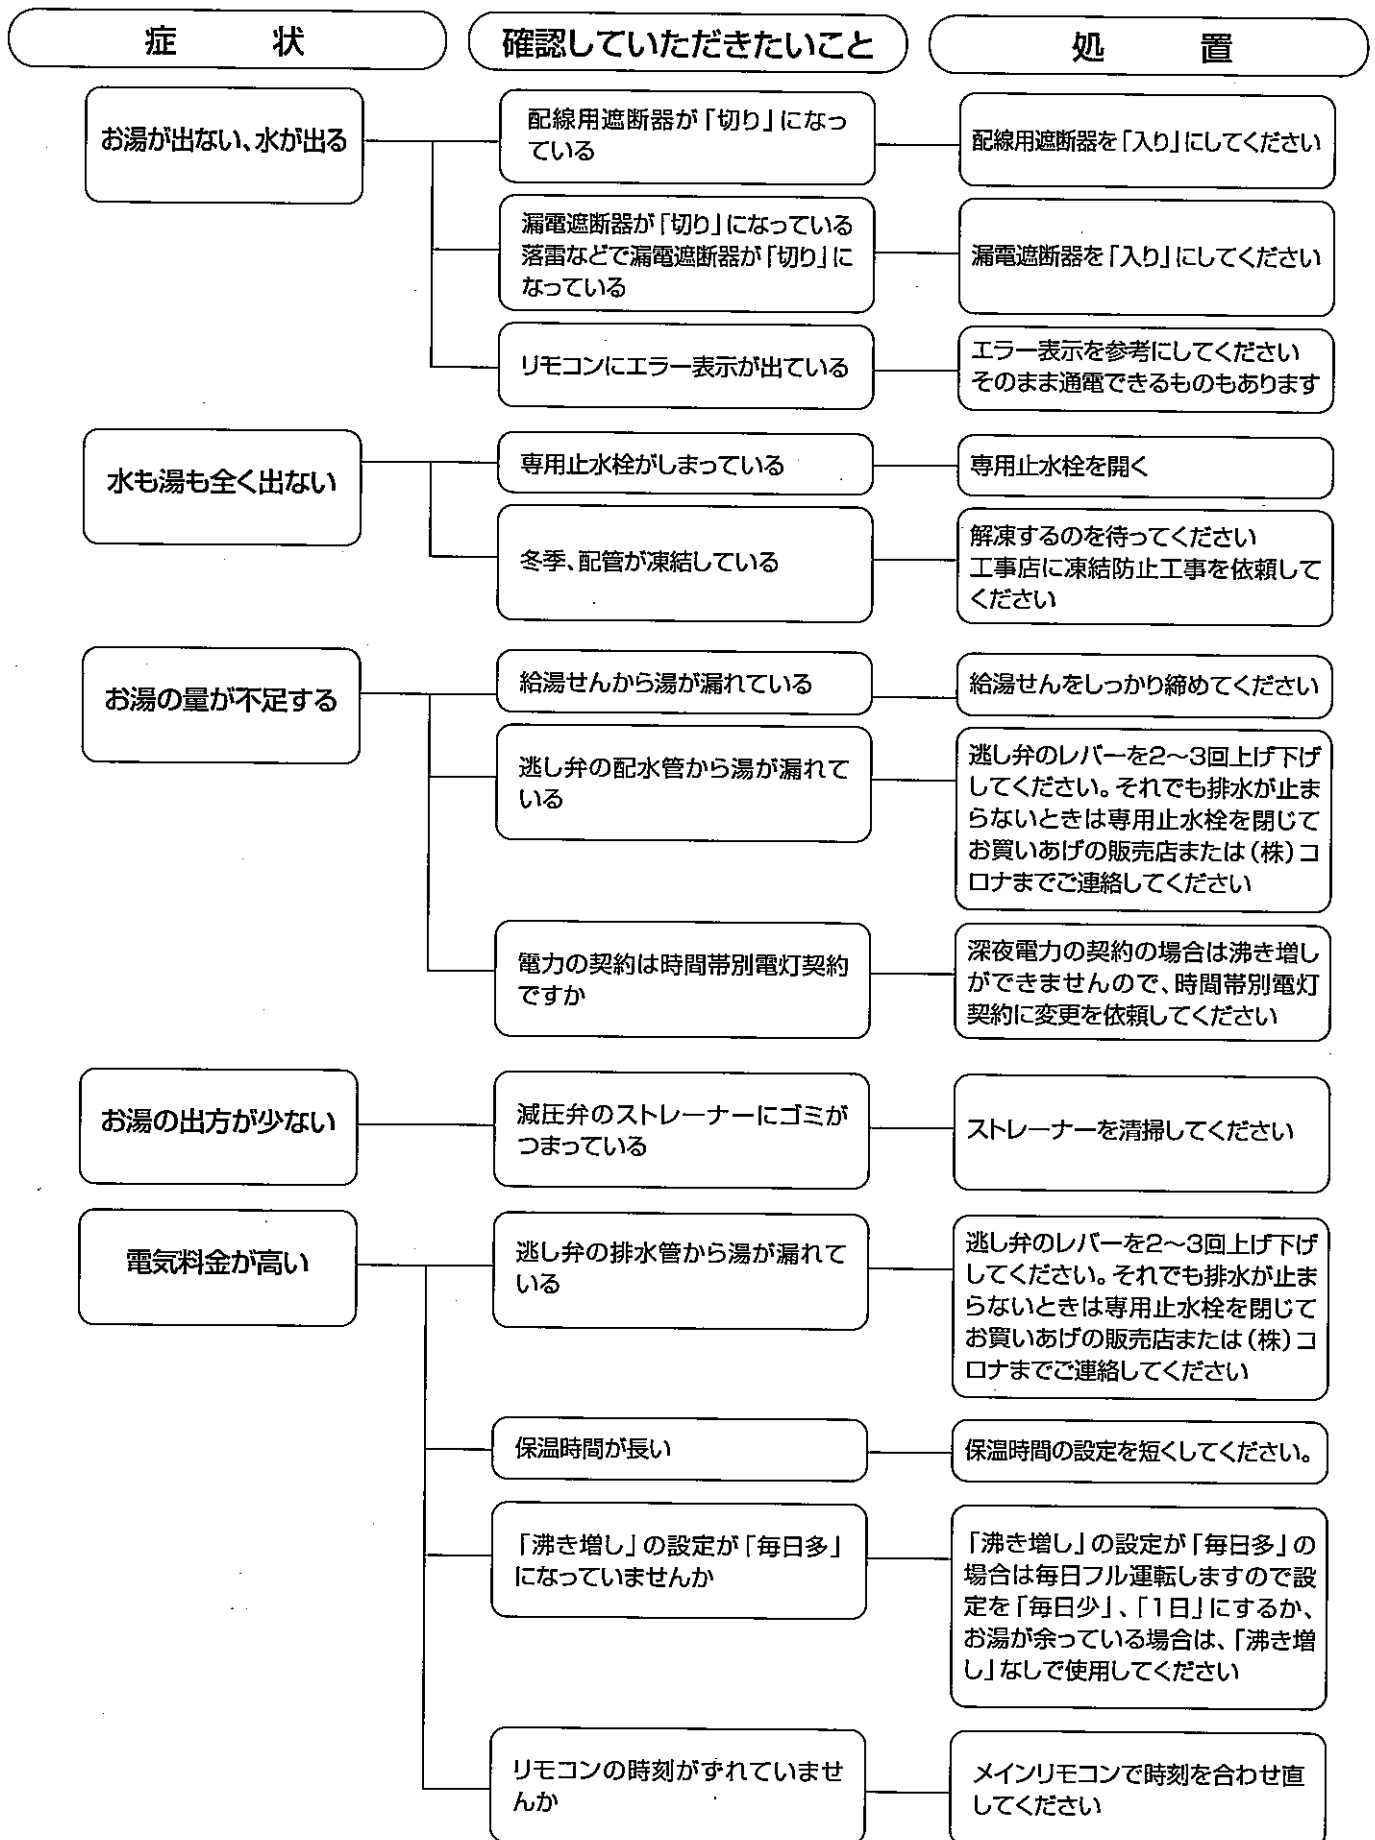 症状
確認していただきたいこと
処置
お湯が出ない、水が出る
配線用遮断器が「切り」になっ
ている
配線用遮断器を「入り」にしてください
漏電遮断器が「切り」になっている
落雷などで漏電遮断器が「切り」に
なっている
漏電遮断器を「入り」にしてください
リモコンにエラー表示が出ている
エラー表示を参考にしてください
そのまま通電できるものもあります
水も湯も全く出ない
専用止水栓がしまっている
専用止水栓を開く
冬季、配管が凍結している
解凍するのを待ってください
工事店に凍結防止工事を依頼して
ください
お湯の量が不足する
給湯せんから湯が漏れている
給湯せんをしっかり締めてください
逃し弁の配水管から湯が漏れて
いる
逃し弁のレバーを2〜3回上げ下げ
してください。それでも排水が止ま
らないときは専用止水栓を閉じて
お買いあげの販売店または(株)コ
ロナまでご連絡してください
電力の契約は時間帯別電灯契約
ですか
深夜電力の契約の場合は沸き増し
ができませんので、時間帯別電灯
契約に変更を依頼してください
お湯の出方が少ない
減圧弁のストレーナーにゴミが
つまっている
ストレーナーを清掃してください
電気料金が高い
逃し弁の排水管から湯が漏れて
いる
逃し弁のレバーを2〜3回上げ下げ
してください。それでも排水が止ま
らないときは専用止水栓を閉じて
お買いあげの販売店または(株)コ
ロナまでご連絡してください
保温時間が長い
保温時間の設定を短くしてください。
「沸き増し」の設定が「毎日多」
になっていませんか
「沸き増し」の設定が「毎日多」の
場合は毎日フル運転しますので設
定を「毎日少」、「1日」にするか、
お湯が余っている場合は、「沸き増
し」なしで使用してください
リモコンの時刻がずれていませ
んか
メインリモコンで時刻を合わせ直
してください